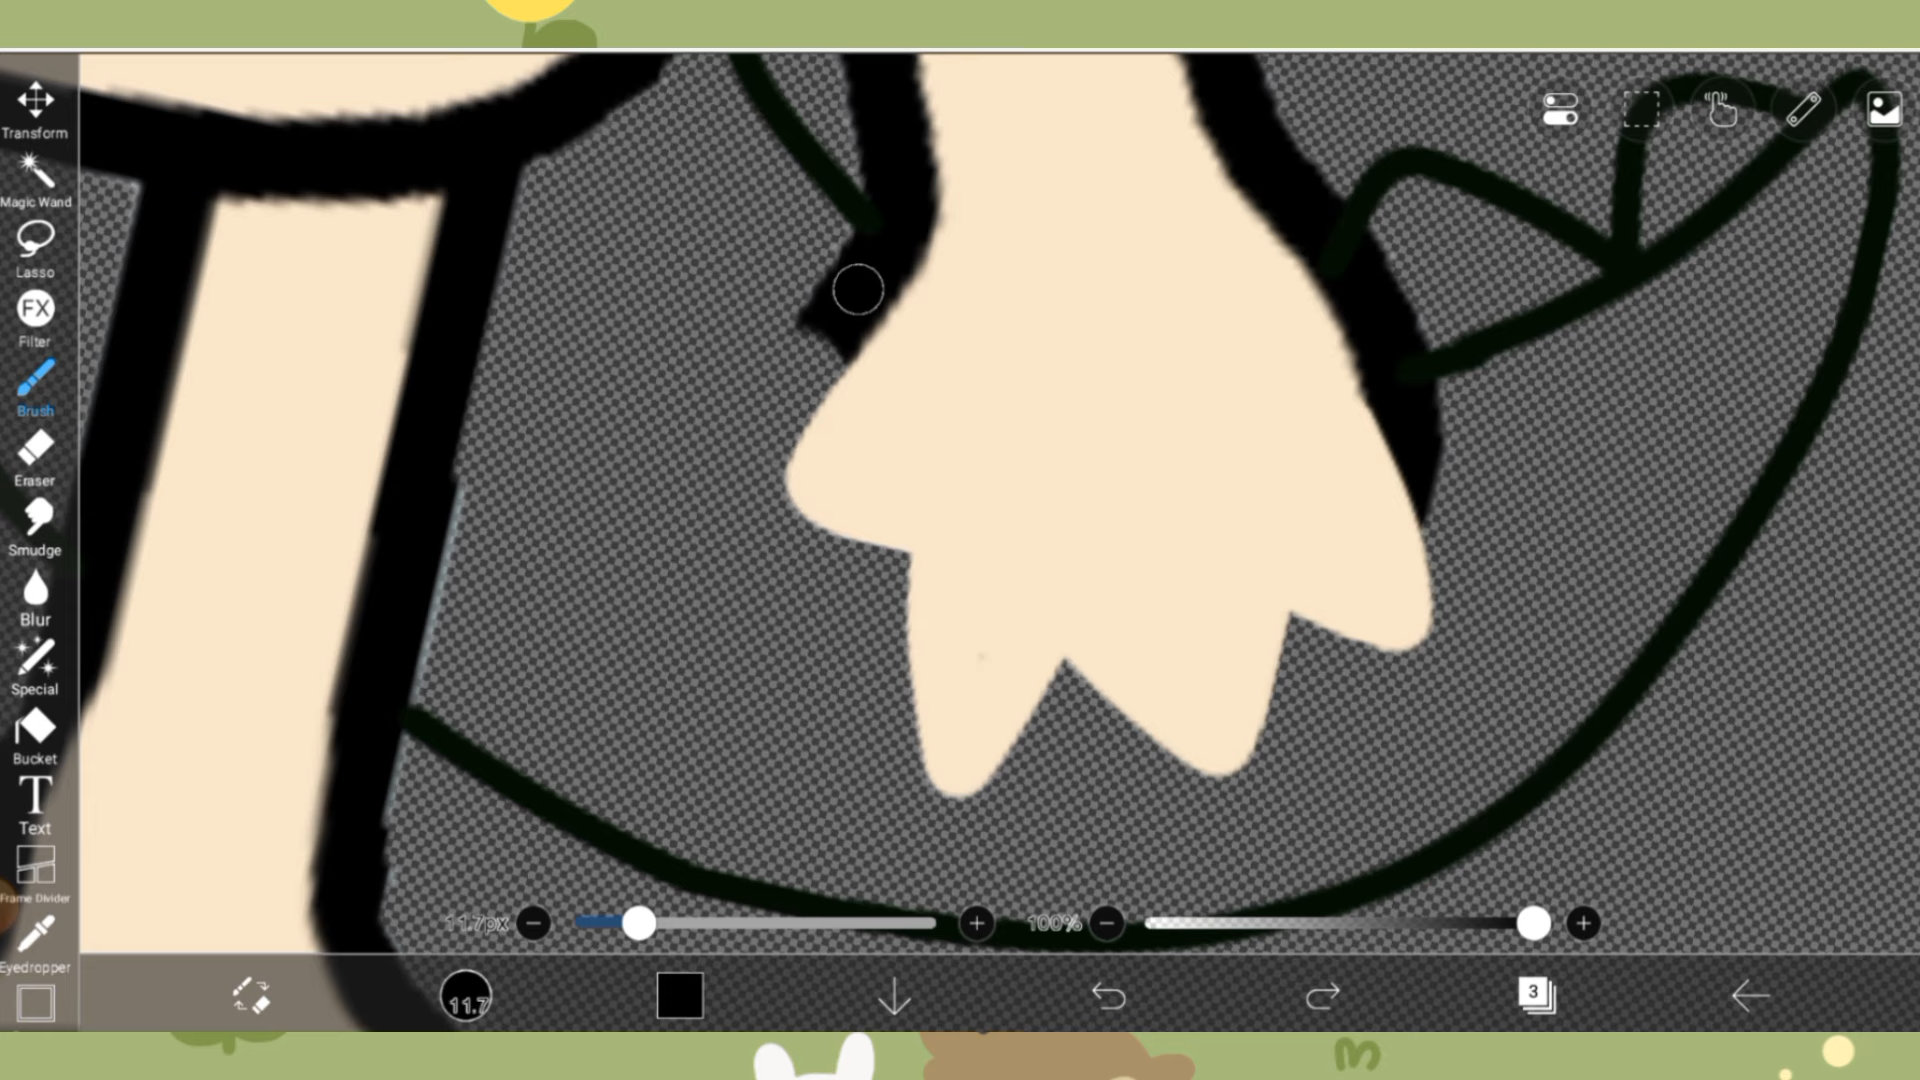 Transform
Magic Wand
Lasso
FX
Filter
Brush
Eraser
Smudge
Blur
Special
Bucket
T
Text
Frame Divider
Eyedropper
11.7px
100%
11.7
3